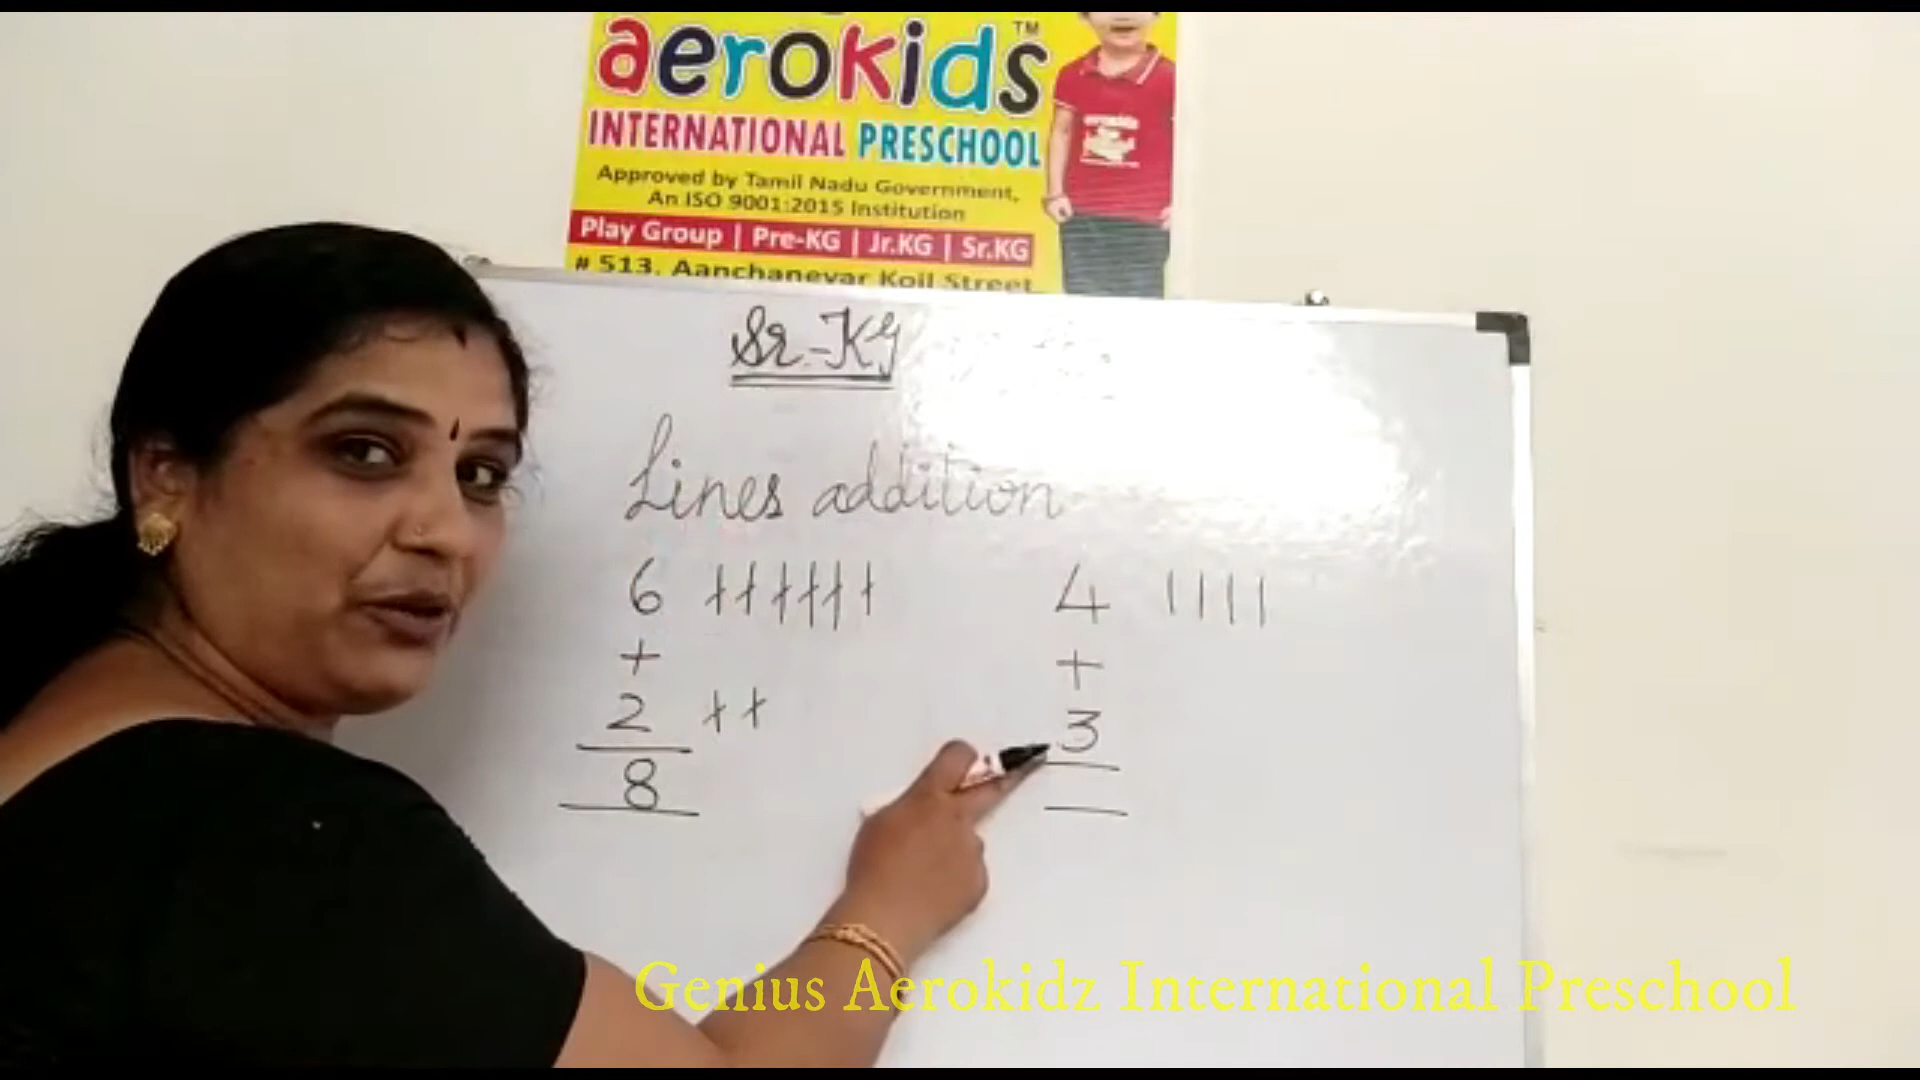 aerokids™
INTERNATIONAL PRESCHOOL
Approved by Tamil Nadu Government,
An ISO 9001:2015 Institution
Play Group | Pre-KG | Jr.KG | Sr.KG
# 513, Aanchaneyar Koil Street
Sr-KG
Lines addition
6 4
+ +
2 3
8
Genius Aerokidz International Preschool